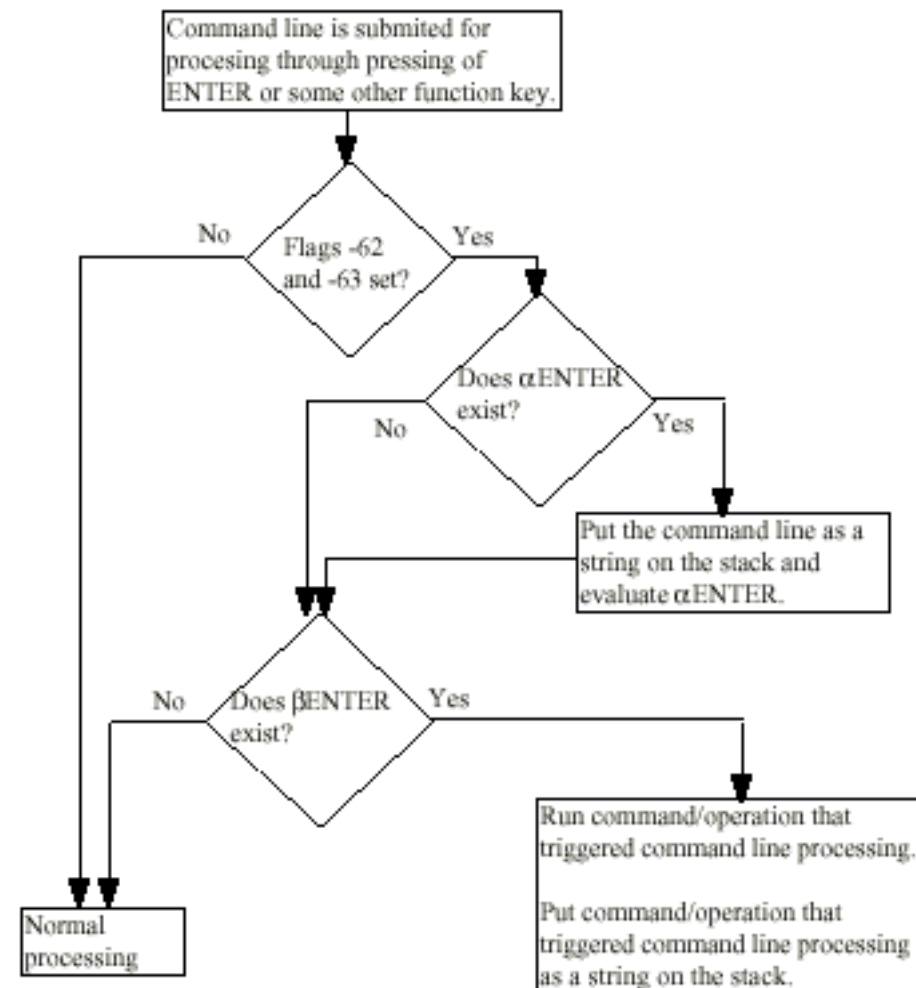 Command line is submited for
procesing through pressing of
ENTER or some other function key.
No
Yes
Flags -62
and -63 set?
Does αENTER
exist?
No
Yes
Put the command line as a
string on the stack and
evaluate αENTER.
No
Does βENTER
exist?
Yes
Run command/operation that
triggered command line processing.
Put command/operation that
triggered command line processing
as a string on the stack.
Normal
processing